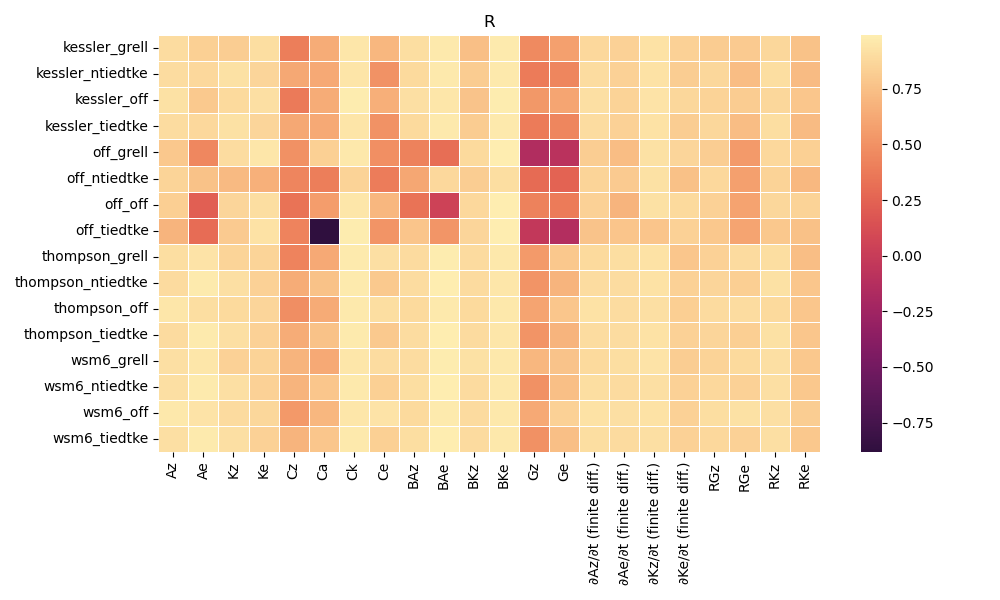 R
kessler_grell
kessler_ntiedtke
kessler_off
kessler_tiedtke
off_grell
off_ntiedtke
off_off
off_tiedtke
thompson_grell
thompson_ntiedtke
thompson_off
thompson_tiedtke
wsm6_grell
wsm6_ntiedtke
wsm6_off
wsm6_tiedtke
Az
Ae
Kz
Ke
Cz
Ca
Ck
Ce
BAz
BAe
BKz
BKe
Gz
Ge
∂Az/∂t (finite diff.)
∂Ae/∂t (finite diff.)
∂Kz/∂t (finite diff.)
∂Ke/∂t (finite diff.)
RGz
RGe
RKz
RKe
0.75
0.50
0.25
0.00
−0.25
−0.50
−0.75